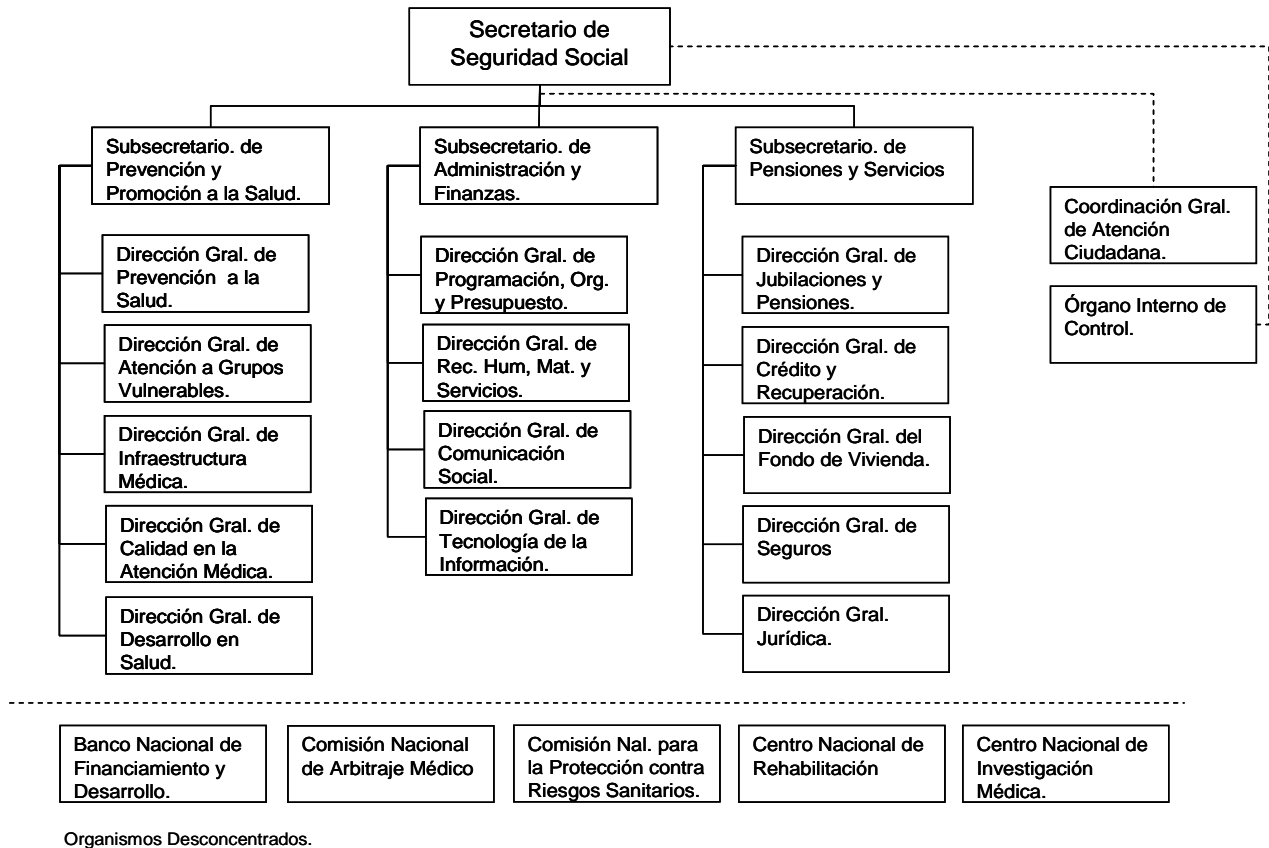 Secretario de
Seguridad Social
Subsecretario. de
Prevención y
Promoción a la Salud.
Subsecretario. de
Administración y
Finanzas.
Subsecretario. de
Pensiones y Servicios
Coordinación Gral.
de Atención
Ciudadana.
Órgano Interno de
Control.
Dirección Gral. de
Prevención a la
Salud.
Dirección Gral. de
Atención a Grupos
Vulnerables.
Dirección Gral. de
Infraestructura
Médica.
Dirección Gral. de
Calidad en la
Atención Médica.
Dirección Gral. de
Desarrollo en
Salud.
Dirección Gral. de
Programación, Org.
y Presupuesto.
Dirección Gral. de
Rec. Hum, Mat. y
Servicios.
Dirección Gral. de
Comunicación
Social.
Dirección Gral. de
Tecnología de la
Información.
Dirección Gral. de
Jubilaciones y
Pensiones.
Dirección Gral. de
Crédito y
Recuperación.
Dirección Gral. del
Fondo de Vivienda.
Dirección Gral. de
Seguros
Dirección Gral.
Jurídica.
Banco Nacional de
Financiamiento y
Desarrollo.
Comisión Nacional
de Arbitraje Médico
Comisión Nal. para
la Protección contra
Riesgos Sanitarios.
Centro Nacional de
Rehabilitación
Centro Nacional de
Investigación
Médica.
Organismos Desconcentrados.